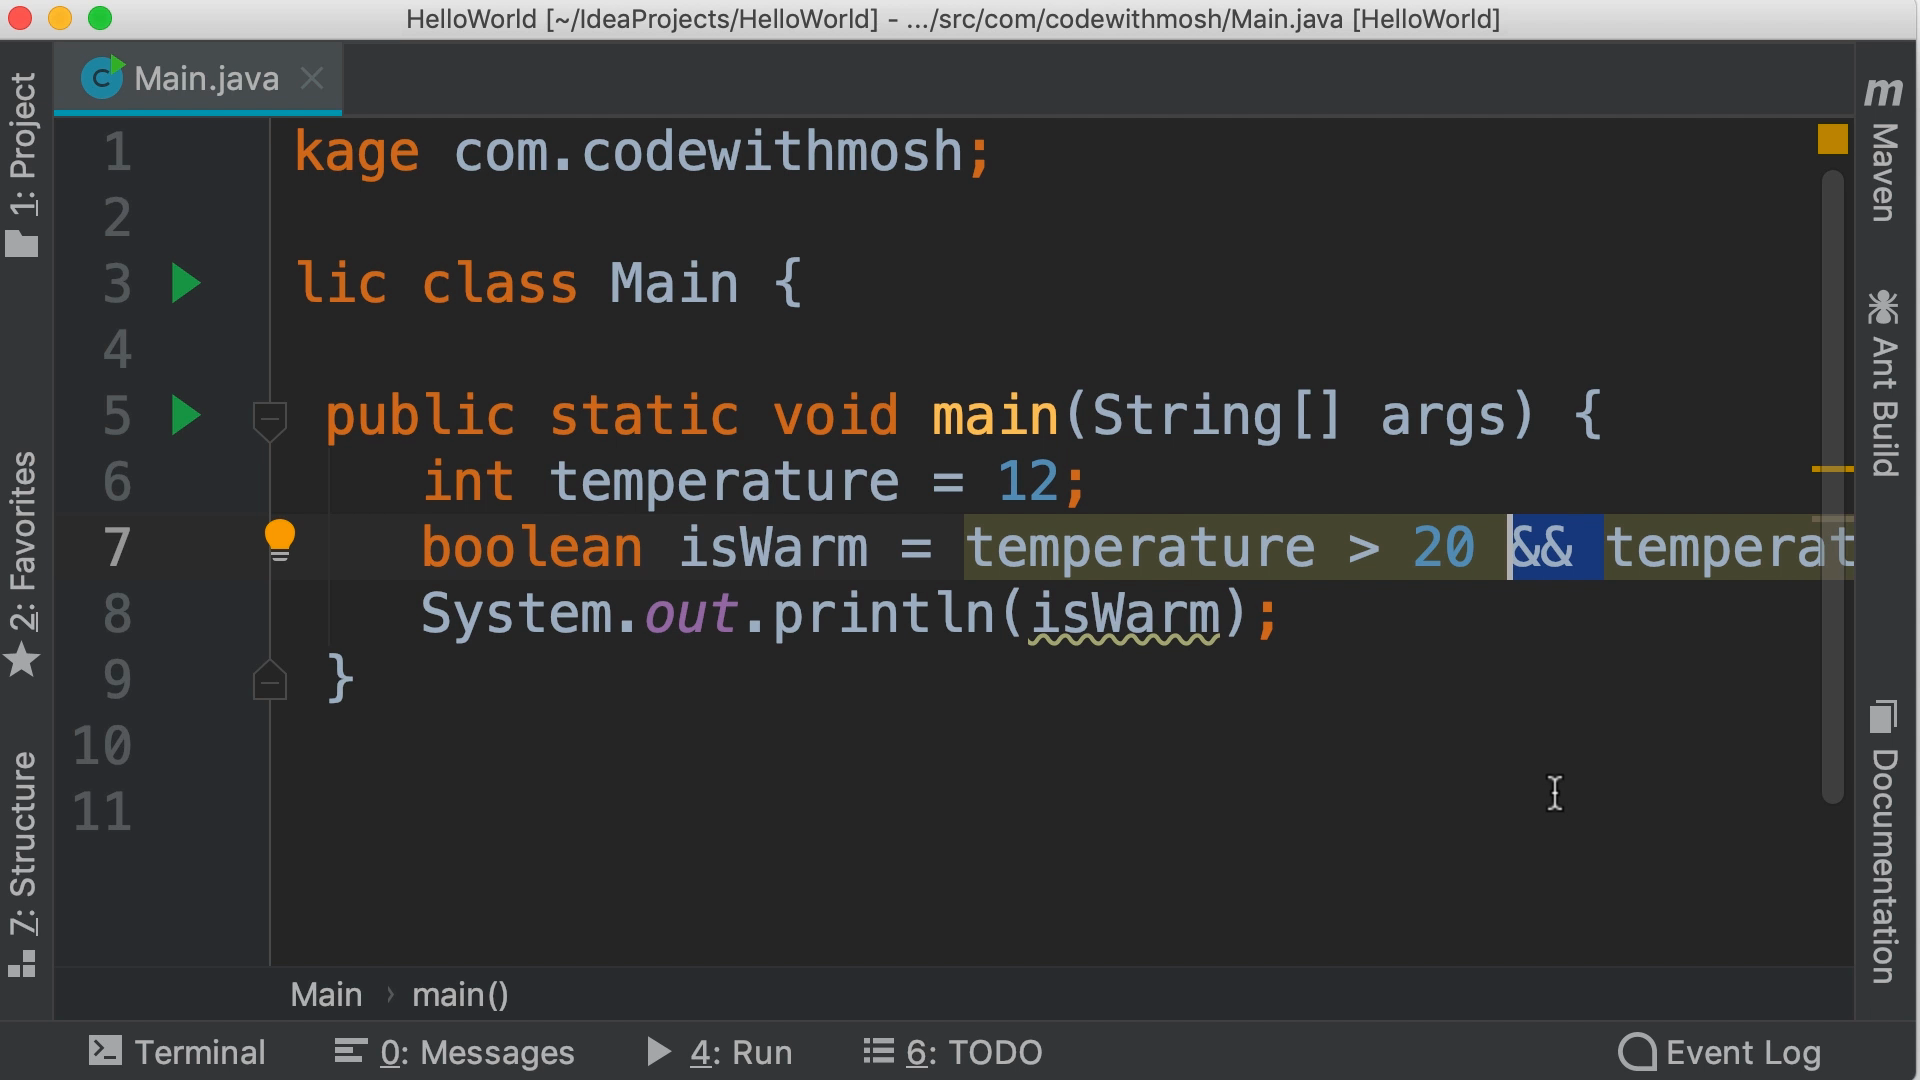 HelloWorld [~/IdeaProjects/HelloWorld] - .../src/com/codewithmosh/Main.java [HelloWorld]
Main.java
1: Project
2: Favorites
7: Structure
1 kage com.codewithmosh;
2
3 lic class Main {
4
5 public static void main(String[] args) {
6 int temperature = 12;
7 boolean isWarm = temperature > 20 && temperat
8 System.out.println(isWarm);
9 }
10
11
m Maven
Ant Build
Documentation
Main › main()
Terminal 0: Messages 4: Run 6: TODO Event Log